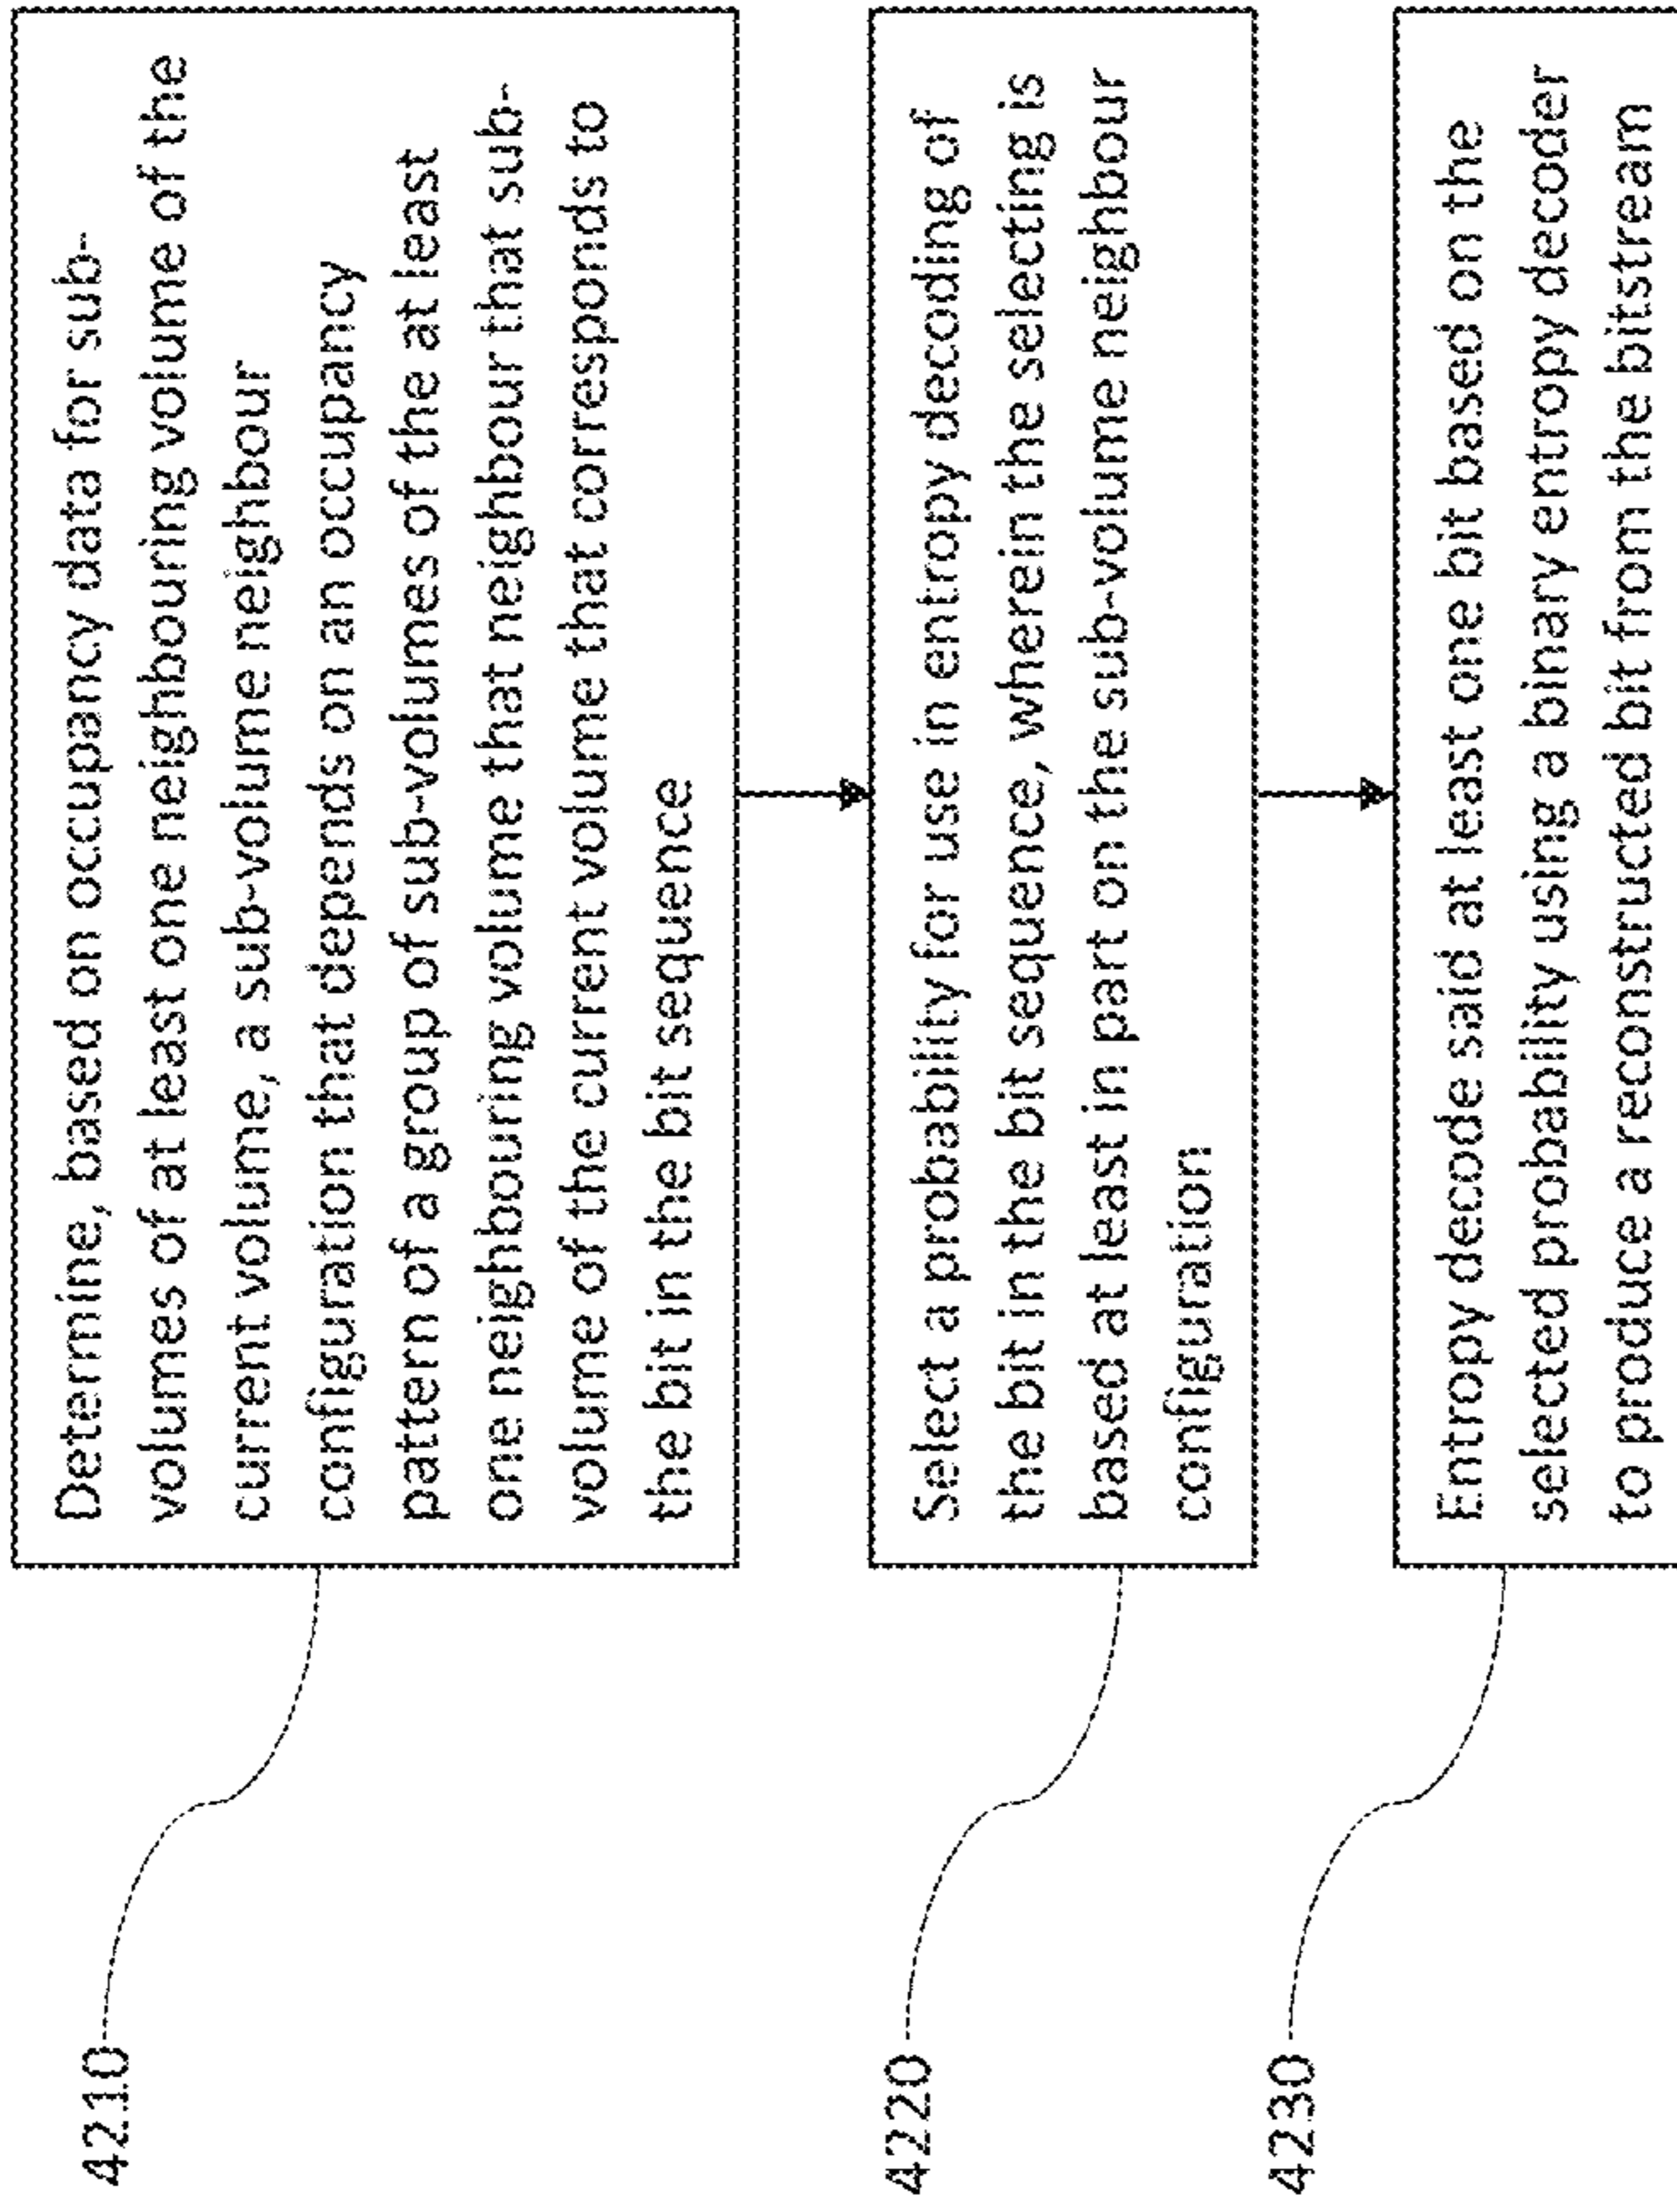 4210
Determine, based on occupancy data for sub-
volumes of at least one neighbouring volume of the
current volume, a sub-volume neighbour
configuration that depends on an occupancy
pattern of a group of sub-volumes of the at least
one neighbouring volume that neighbour that sub-
volume of the current volume that corresponds to
the bit in the bit sequence
4220
Select a probability for use in entropy decoding of
the bit in the bit sequence, where in the selecting is
based at least in part on the sub-volume neighbour
configuration
4230
Entropy decode said at least one bit based on the
selected probability using a binary entropy decoder
to produce a reconstructed bit from the bitstream